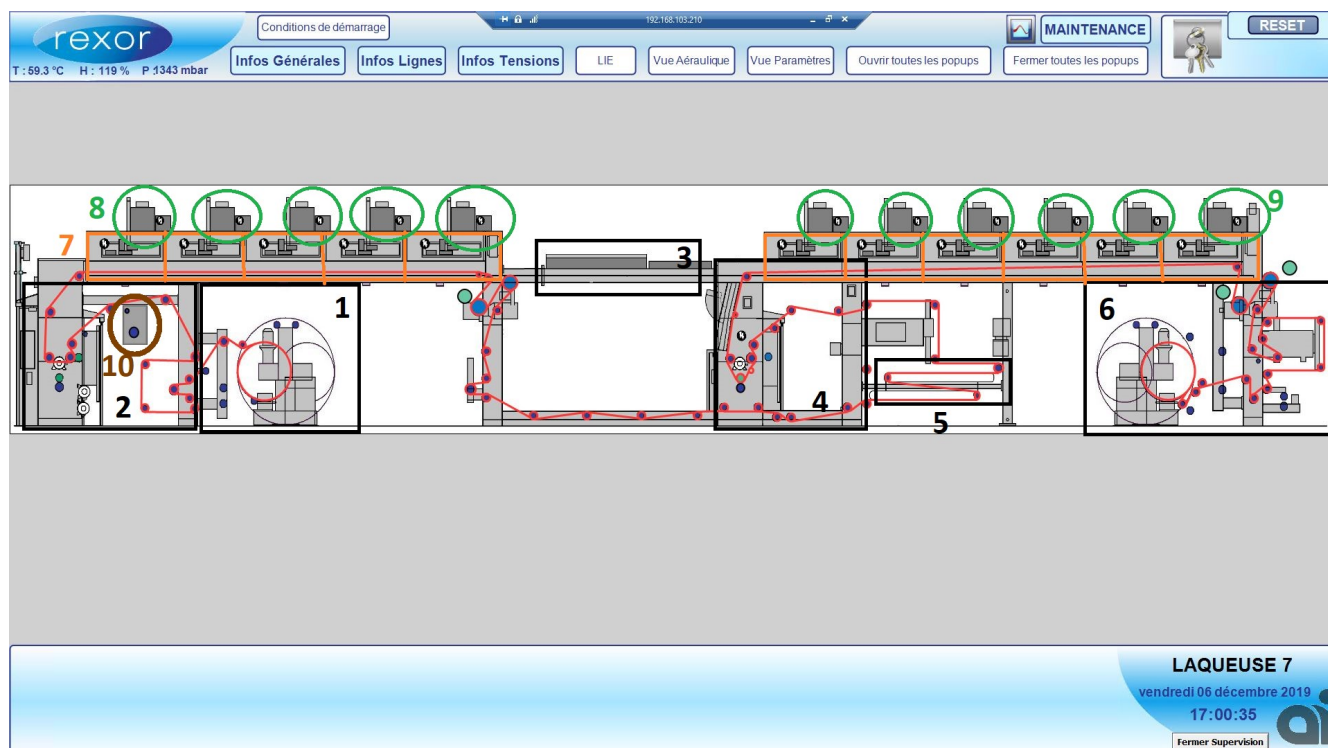 rexor
T : 59.3 °C H : 119 % P :1343 mbar
Conditions de démarrage
192.168.103.210
MAINTENANCE
RESET
Infos Générales
Infos Lignes
Infos Tensions
LIE
Vue Aéraulique
Vue Paramètres
Ouvrir toutes les popups
Fermer toutes les popups
8
9
7
3
1
6
10
2
4
5
LAQUEUSE 7
vendredi 06 décembre 2019
17:00:35
Fermer Supervision